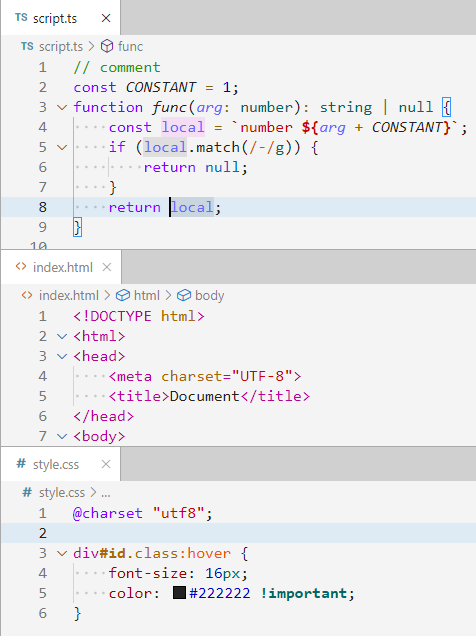 TS script.ts ×
TS script.ts > func
1 // comment
2 const CONSTANT = 1;
3 function func(arg: number): string | null {
4 ····const local = `number ${arg + CONSTANT}`;
5 ····if (local.match(/-/g)) {
6 ········return null;
7 ····}
8 ····return local;
9 }
10
<> index.html ×
<> index.html > html > body
1 <!DOCTYPE html>
2 <html>
3 <head>
4 ····<meta charset="UTF-8">
5 ····<title>Document</title>
6 </head>
7 <body>
# style.css ×
# style.css > ...
1 @charset "utf8";
2
3 div#id.class:hover {
4 ····font-size: 16px;
5 ····color: #222222 !important;
6 }